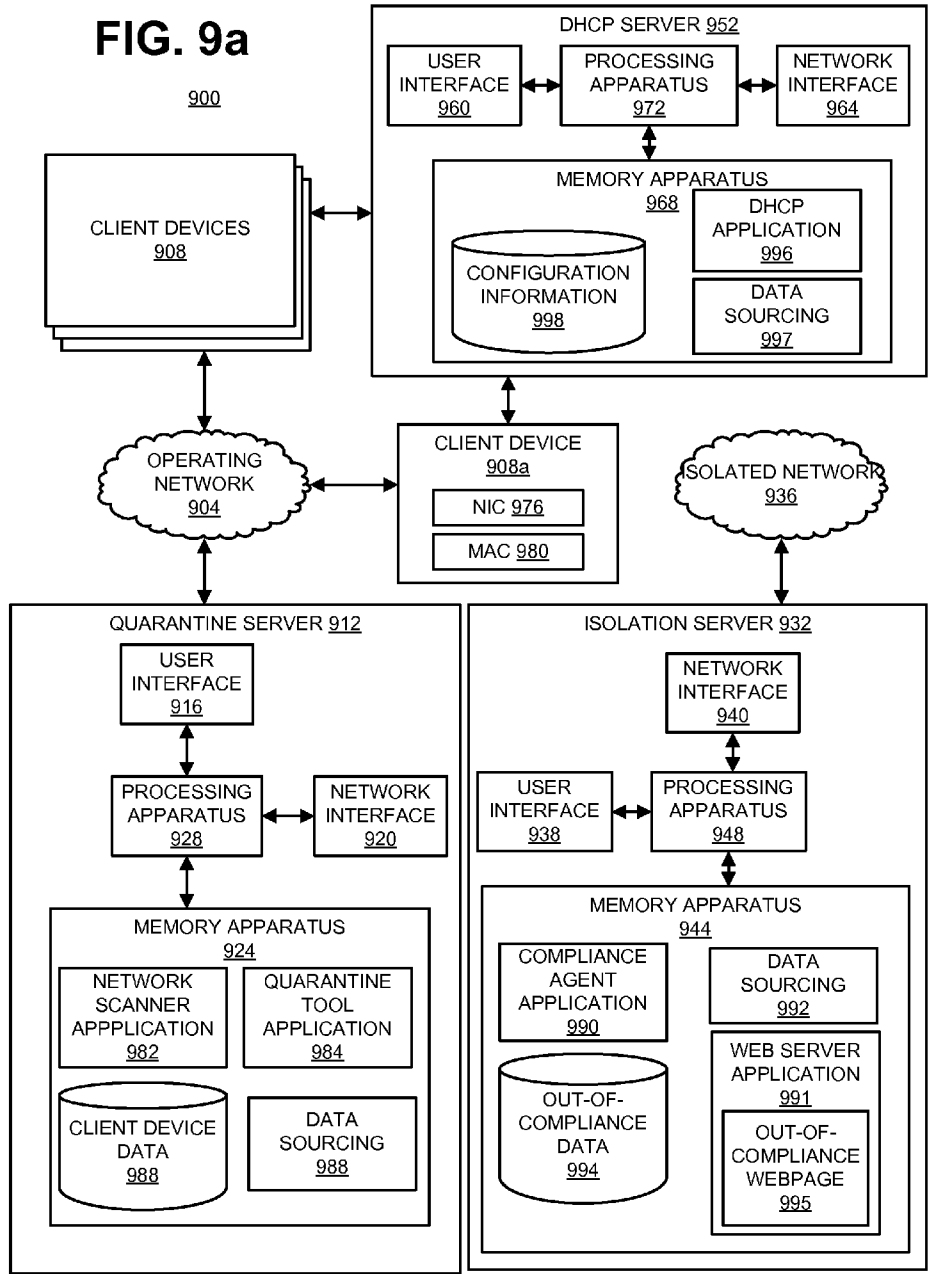 FIG. 9a
900
DHCP SERVER 952
USER
INTERFACE
960
PROCESSING
APPARATUS
972
NETWORK
INTERFACE
964
MEMORY APPARATUS
968
DHCP
APPLICATION
996
CONFIGURATION
INFORMATION
998
DATA
SOURCING
997
CLIENT DEVICES
908
OPERATING
NETWORK
904
CLIENT DEVICE
908a
NIC 976
MAC 980
ISOLATED NETWORK
936
QUARANTINE SERVER 912
USER
INTERFACE
916
PROCESSING
APPARATUS
928
NETWORK
INTERFACE
920
MEMORY APPARATUS
924
NETWORK
SCANNER
APPPLICATION
982
QUARANTINE
TOOL
APPLICATION
984
CLIENT DEVICE
DATA
988
DATA
SOURCING
988
ISOLATION SERVER 932
NETWORK
INTERFACE
940
USER
INTERFACE
938
PROCESSING
APPARATUS
948
MEMORY APPARATUS
944
COMPLIANCE
AGENT
APPLICATION
990
DATA
SOURCING
992
OUT-OF-
COMPLIANCE
DATA
994
WEB SERVER
APPLICATION
991
OUT-OF-
COMPLIANCE
WEBPAGE
995